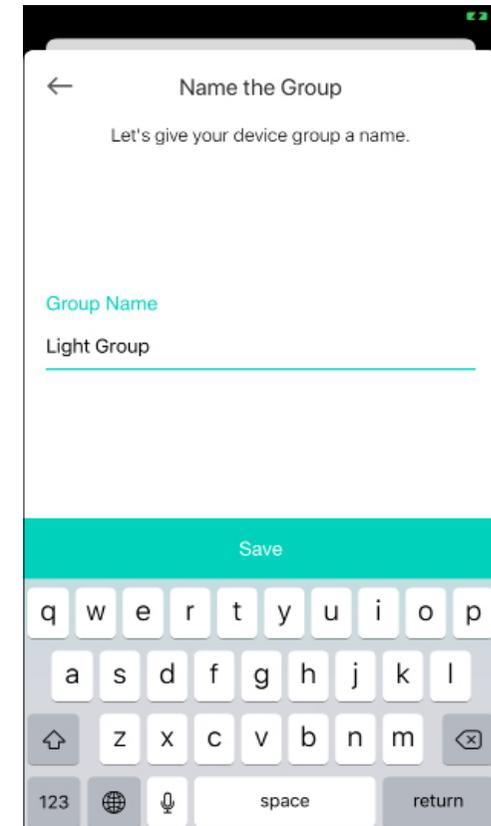 Name the Group
Let's give your device group a name.
Group Name
Light Group
Save
q w e r t y u i o p
a s d f g h j k l
z x c v b n m
123 space return